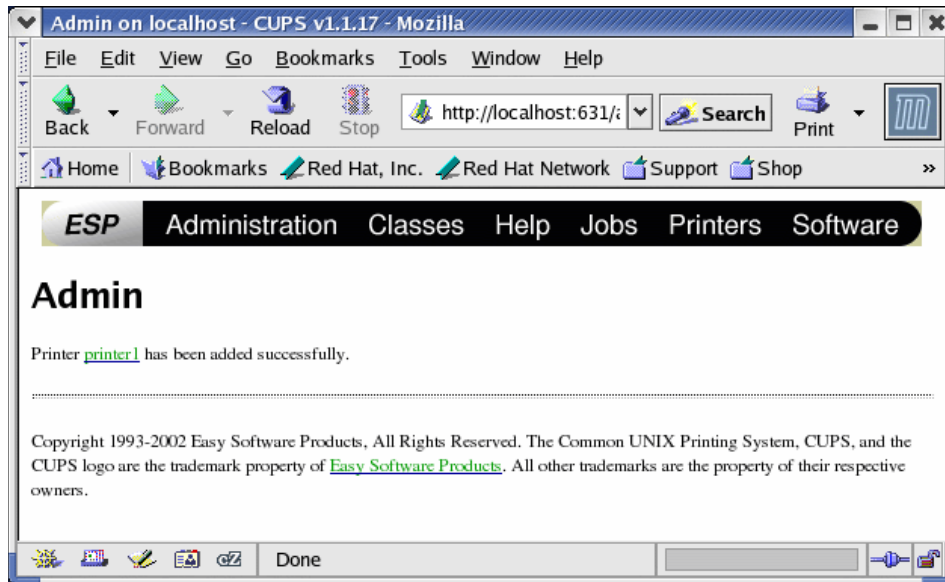 Admin on localhost - CUPS v1.1.17 - Mozilla
File Edit View Go Bookmarks Tools Window Help
Back Forward Reload Stop http://localhost:631/a Search Print
Home Bookmarks Red Hat, Inc. Red Hat Network Support Shop »
ESP Administration Classes Help Jobs Printers Software
Admin
Printer printer1 has been added successfully.
Copyright 1993-2002 Easy Software Products, All Rights Reserved. The Common UNIX Printing System, CUPS, and the
CUPS logo are the trademark property of Easy Software Products. All other trademarks are the property of their respective
owners.
Done